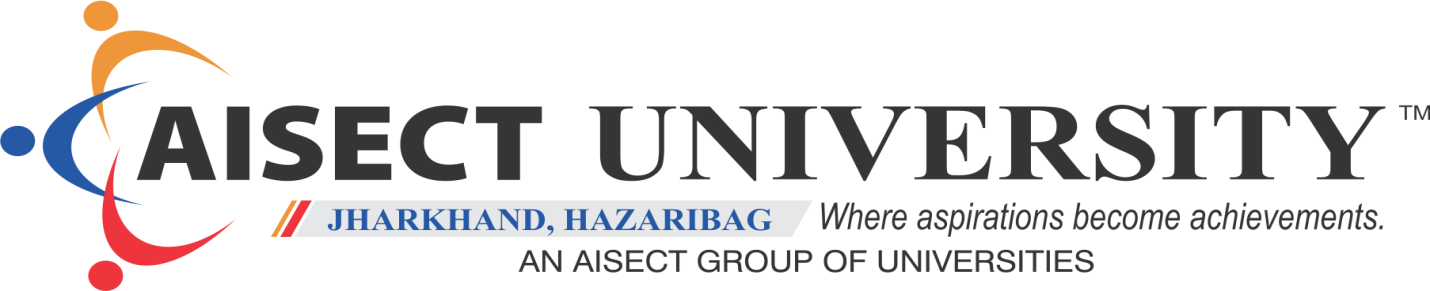 AISECT UNIVERSITY™
JHARKHAND, HAZARIBAG Where aspirations become achievements.
AN AISECT GROUP OF UNIVERSITIES